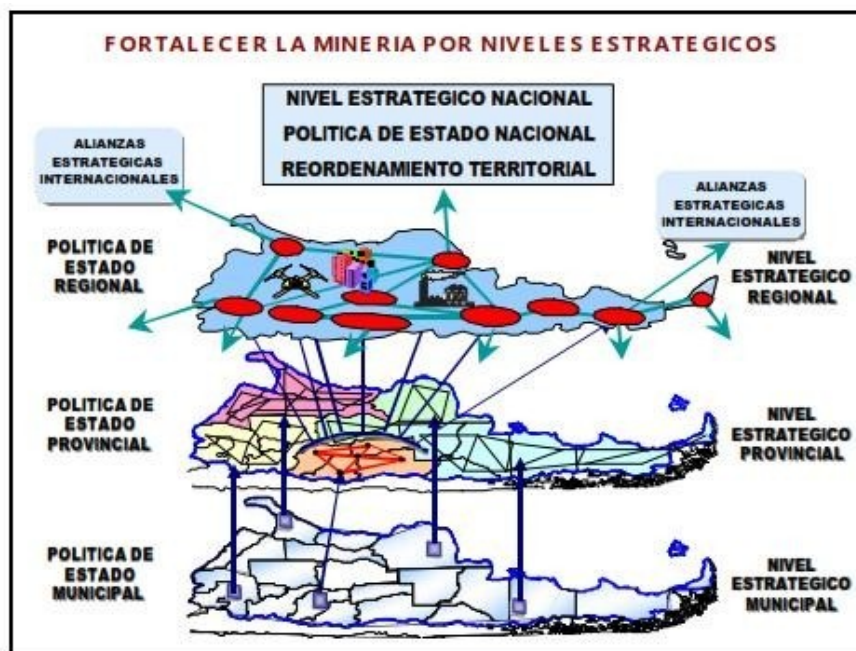 FORTALECER LA MINERIA POR NIVELES ESTRATEGICOS
NIVEL ESTRATEGICO NACIONAL
POLITICA DE ESTADO NACIONAL
REORDENAMIENTO TERRITORIAL
ALIANZAS
ESTRATEGICAS
INTERNACIONALES
ALIANZAS
ESTRATEGICAS
INTERNACIONALES
POLITICA DE
ESTADO
REGIONAL
NIVEL
ESTRATEGICO
REGIONAL
POLITICA DE
ESTADO
PROVINCIAL
NIVEL
ESTRATEGICO
PROVINCIAL
POLITICA DE
ESTADO
MUNICIPAL
NIVEL
ESTRATEGICO
MUNICIPAL